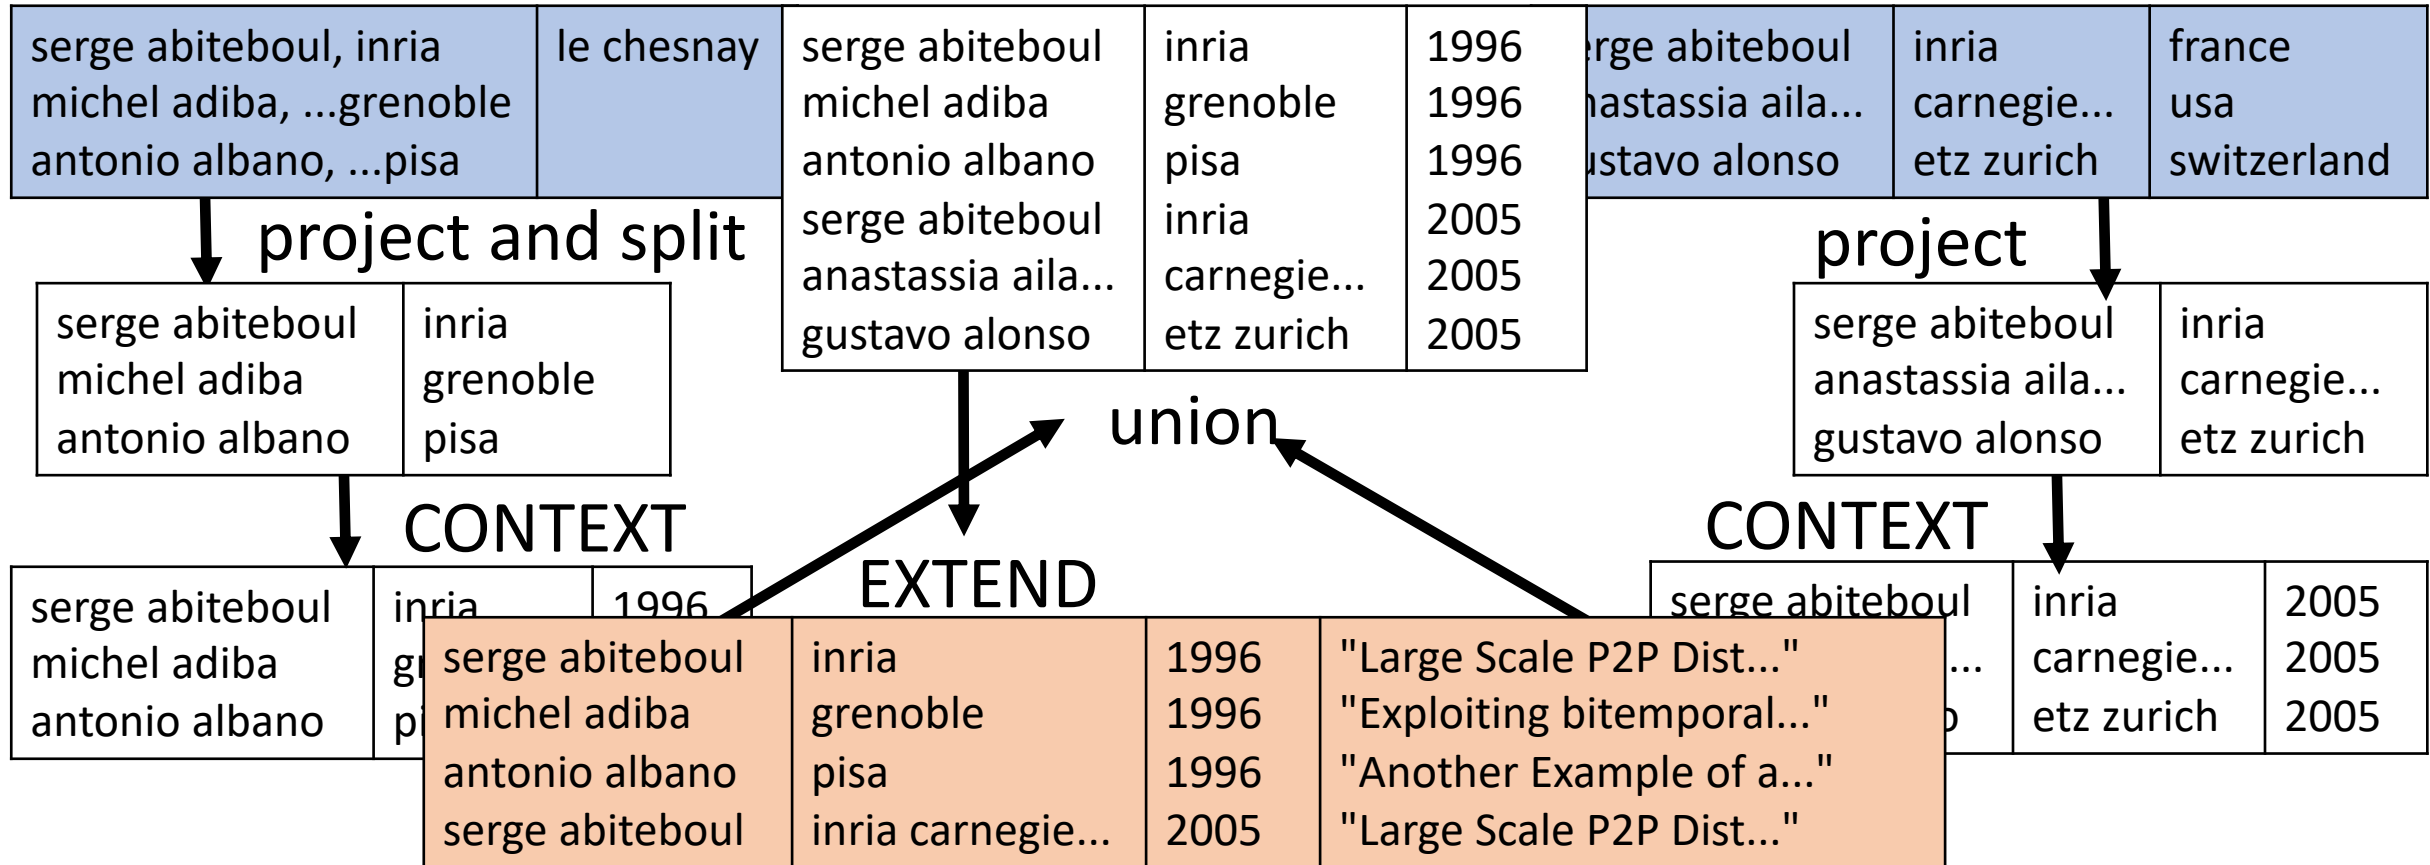 serge abiteboul, inria le chesnay
michel adiba, ...grenoble
antonio albano, ...pisa
serge abiteboul inria 1996
michel adiba grenoble 1996
antonio albano pisa 1996
serge abiteboul inria 2005
anastassia aila... carnegie... 2005
gustavo alonso etz zurich 2005
abiteboul inria france
aila... carnegie... usa
alonso etz zurich switzerland
project and split
project
serge abiteboul inria
michel adiba grenoble
antonio albano pisa
union
serge abiteboul inria
anastassia aila... carnegie...
gustavo alonso etz zurich
CONTEXT
EXTEND
CONTEXT
serge abiteboul inria 1996
michel adiba
antonio albano
serge abiteboul inria 2005
... carnegie... 2005
etz zurich 2005
serge abiteboul inria 1996 "Large Scale P2P Dist..."
michel adiba grenoble 1996 "Exploiting bitemporal..."
antonio albano pisa 1996 "Another Example of a..."
serge abiteboul inria carnegie... 2005 "Large Scale P2P Dist..."